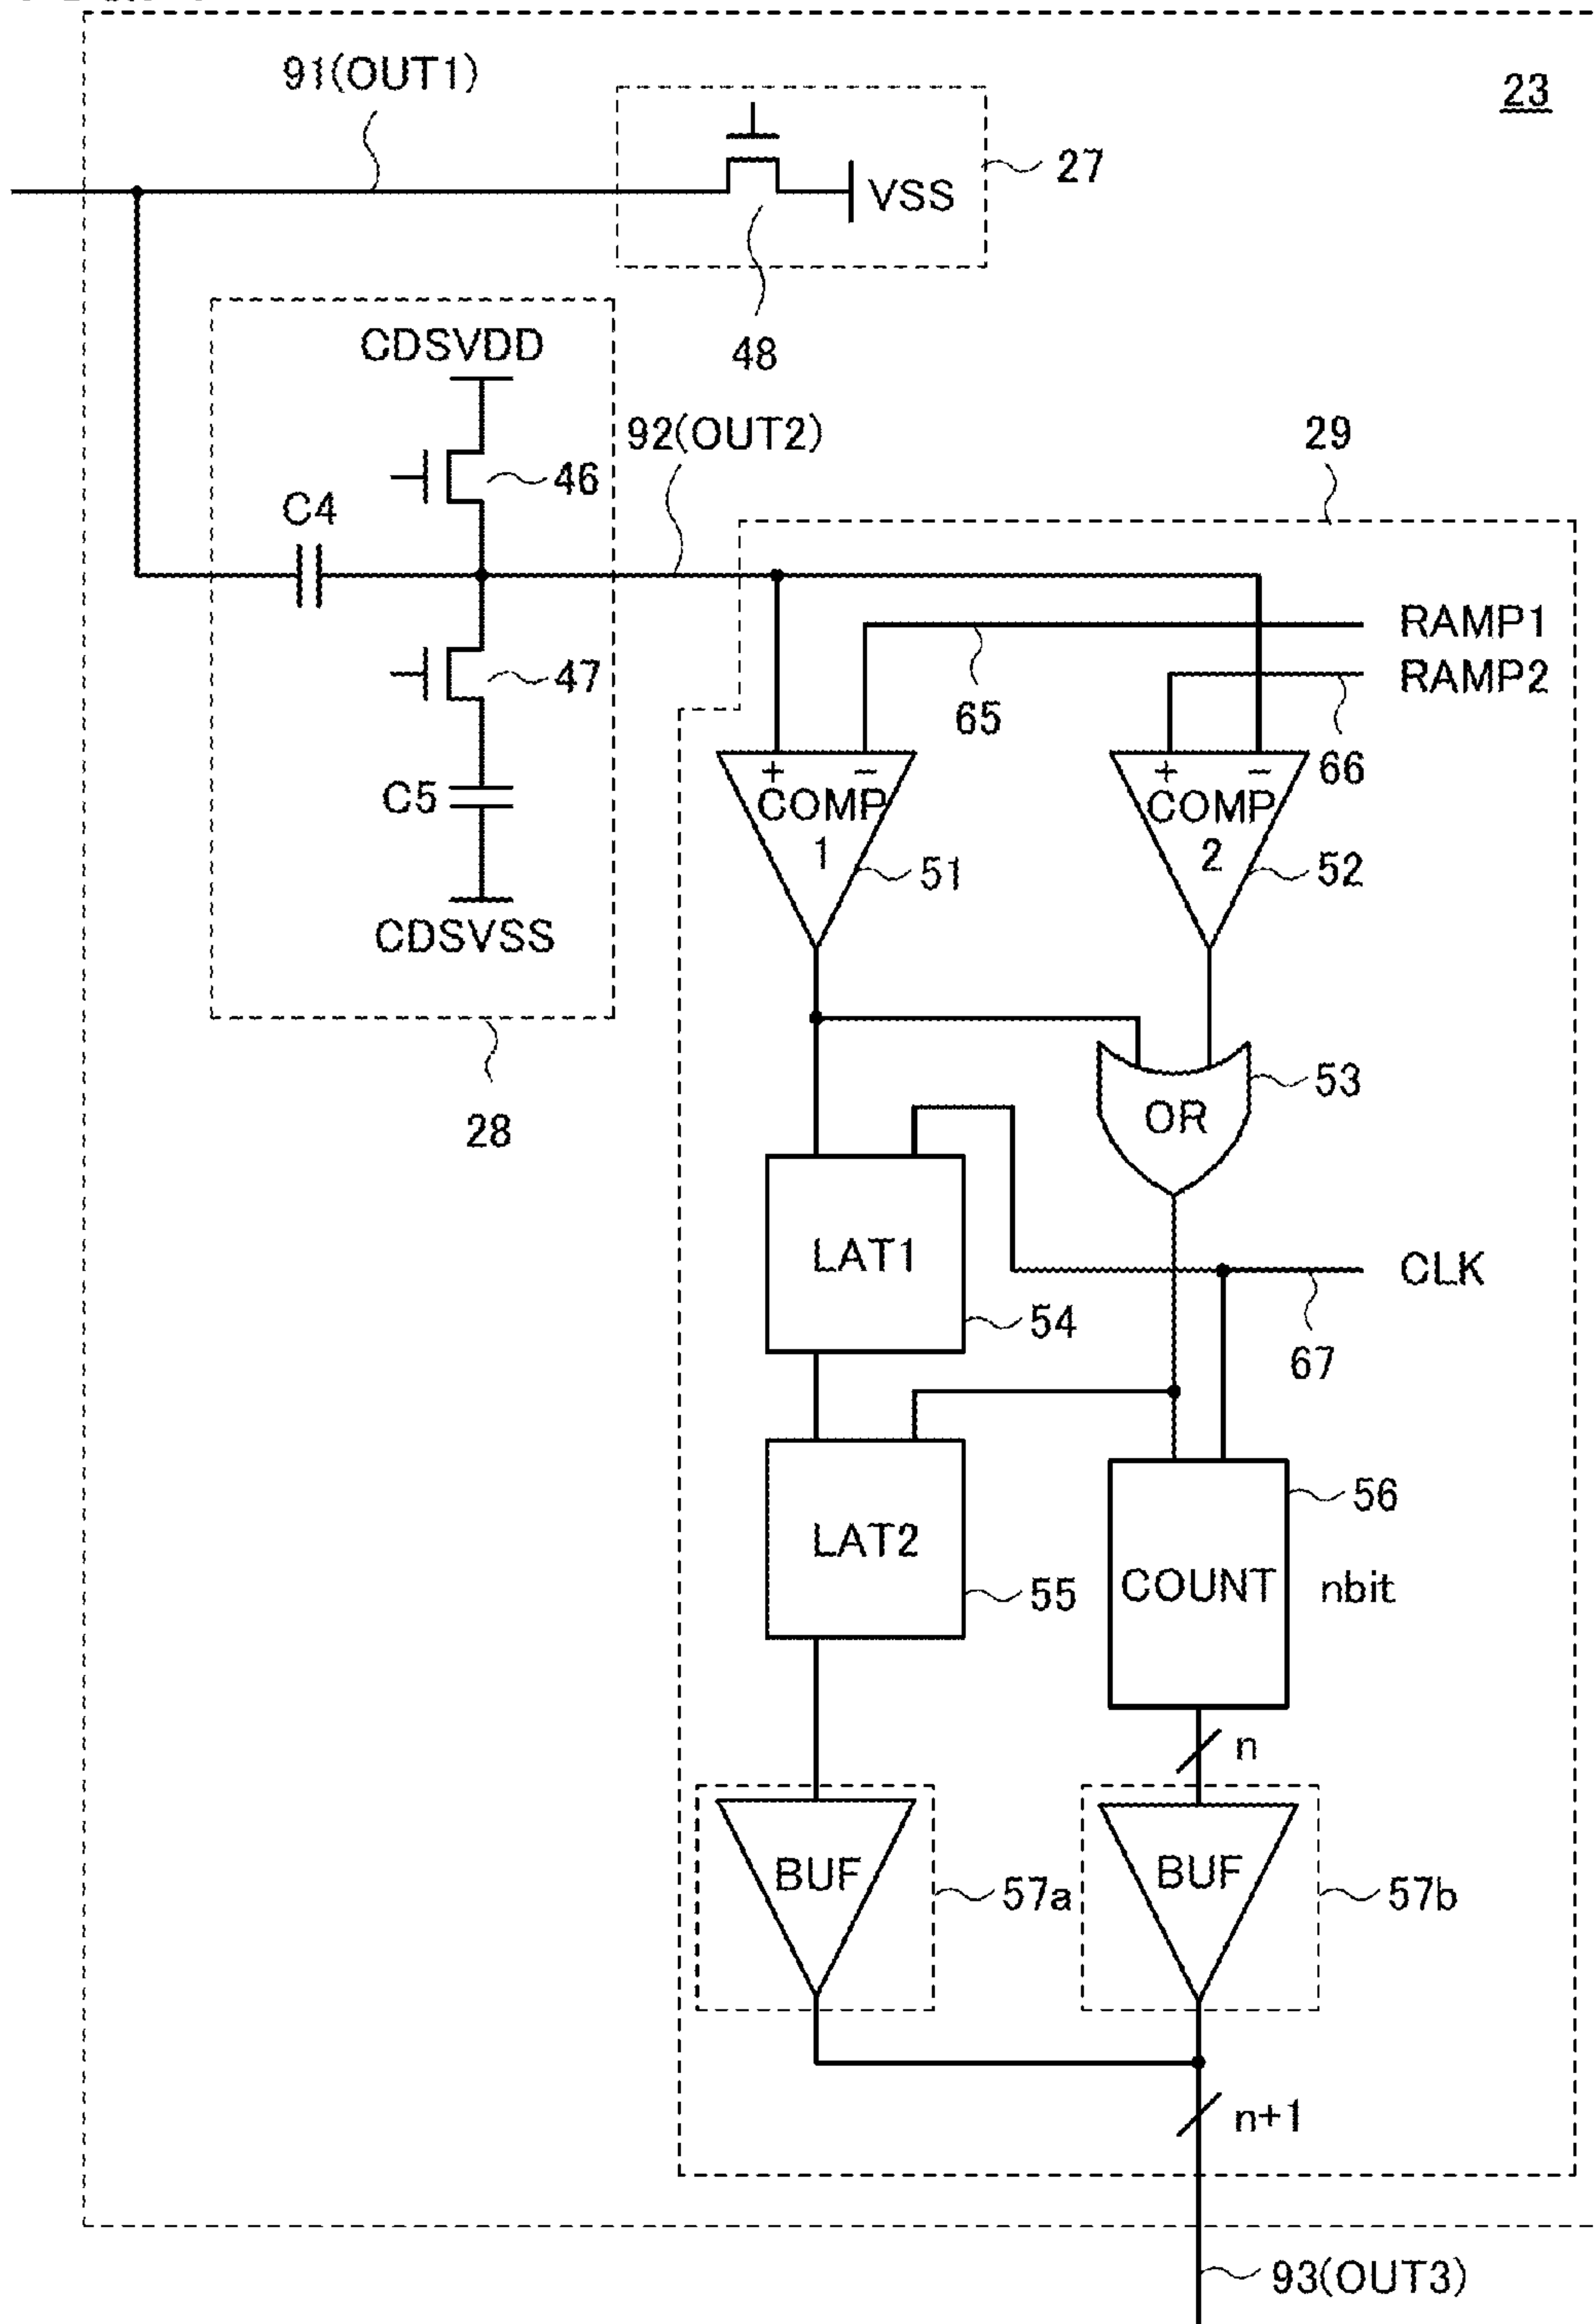 91(OUT1)
23
27
VSS
48
CDSVDD
92(OUT2)
29
46
C4
RAMP1
47
RAMP2
65
C5
+
−
+
−
66
COMP
1
COMP
2
51
52
CDSVSS
28
53
OR
LAT1
CLK
54
67
56
LAT2
55
COUNT
nbit
n
BUF
57a
BUF
57b
n+1
93(OUT3)